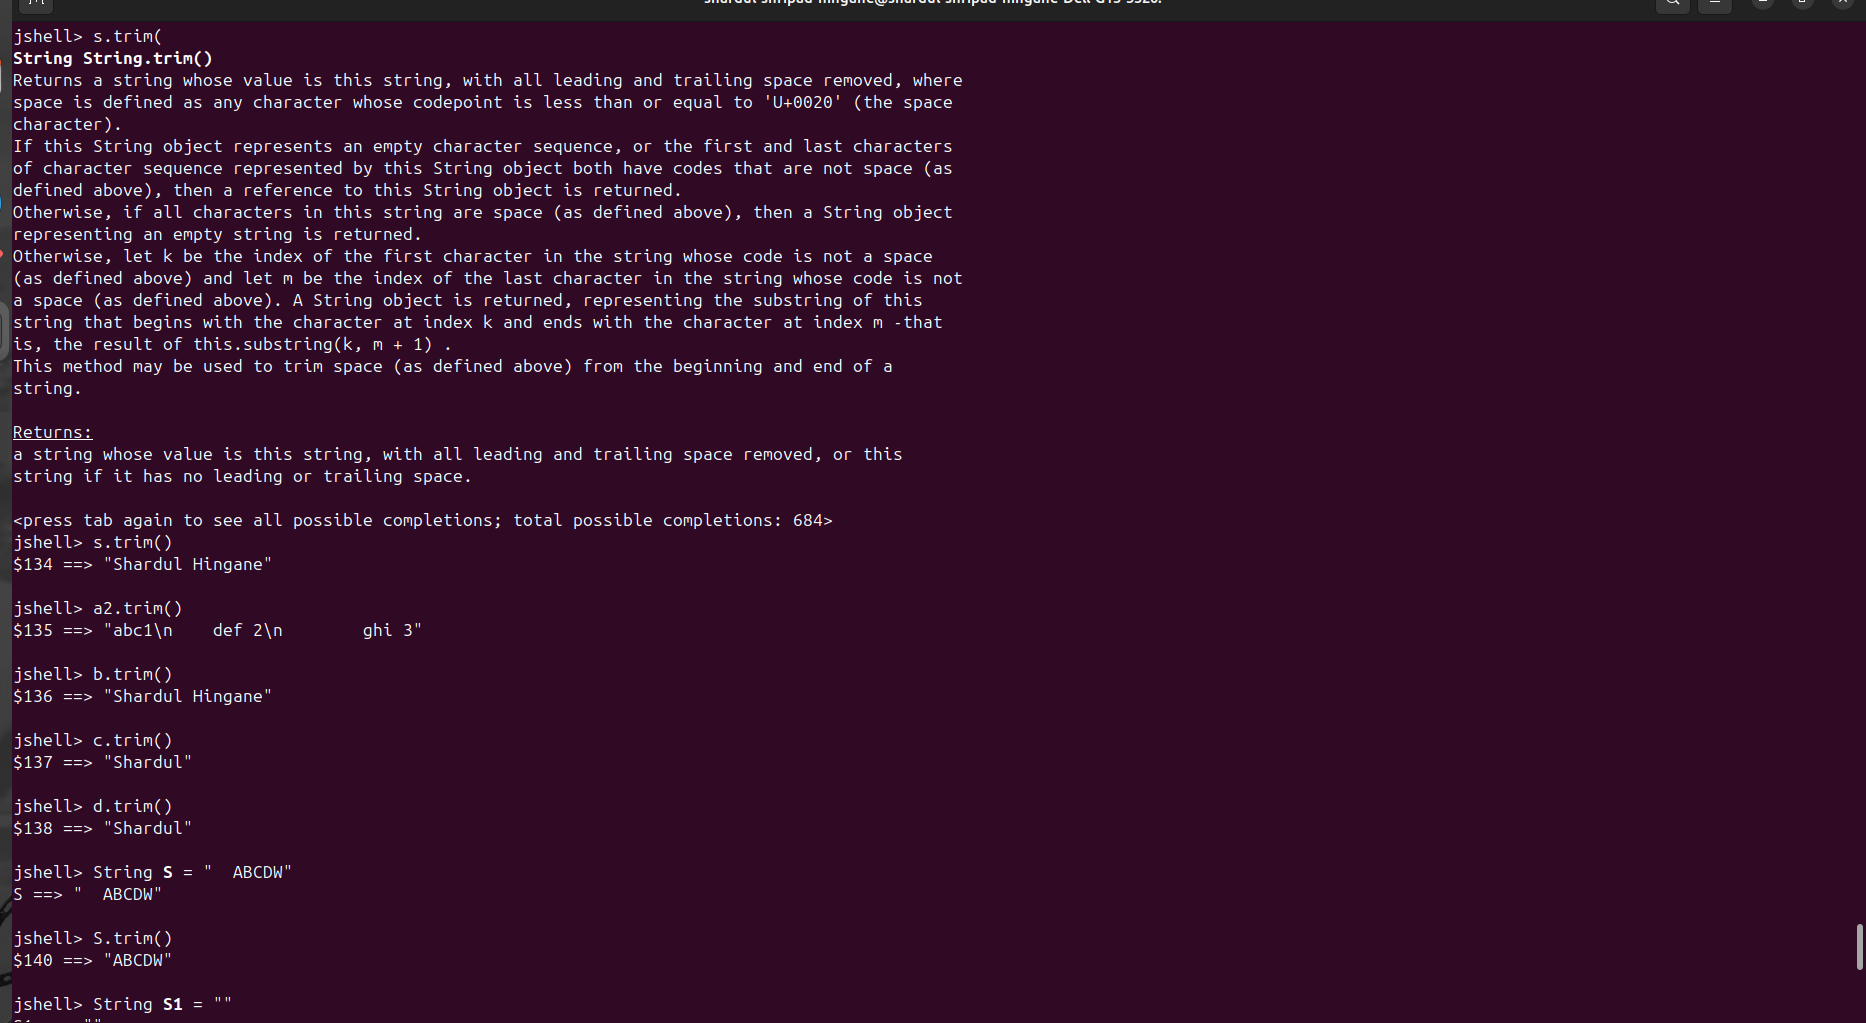 jshell> s.trim(
String String.trim()
Returns a string whose value is this string, with all leading and trailing space removed, where
space is defined as any character whose codepoint is less than or equal to 'U+0020' (the space
character).
If this String object represents an empty character sequence, or the first and last characters
of character sequence represented by this String object both have codes that are not space (as
defined above), then a reference to this String object is returned.
Otherwise, if all characters in this string are space (as defined above), then a String object
representing an empty string is returned.
Otherwise, let k be the index of the first character in the string whose code is not a space
(as defined above) and let m be the index of the last character in the string whose code is not
a space (as defined above). A String object is returned, representing the substring of this
string that begins with the character at index k and ends with the character at index m -that
is, the result of this.substring(k, m + 1) .
This method may be used to trim space (as defined above) from the beginning and end of a
string.
Returns:
a string whose value is this string, with all leading and trailing space removed, or this
string if it has no leading or trailing space.
<press tab again to see all possible completions; total possible completions: 684>
jshell> s.trim()
$134 ==> "Shardul Hingane"
jshell> a2.trim()
$135 ==> "abc1\n    def 2\n        ghi 3"
jshell> b.trim()
$136 ==> "Shardul Hingane"
jshell> c.trim()
$137 ==> "Shardul"
jshell> d.trim()
$138 ==> "Shardul"
jshell> String S = "  ABCDW"
S ==> "  ABCDW"
jshell> S.trim()
$140 ==> "ABCDW"
jshell> String S1 = ""